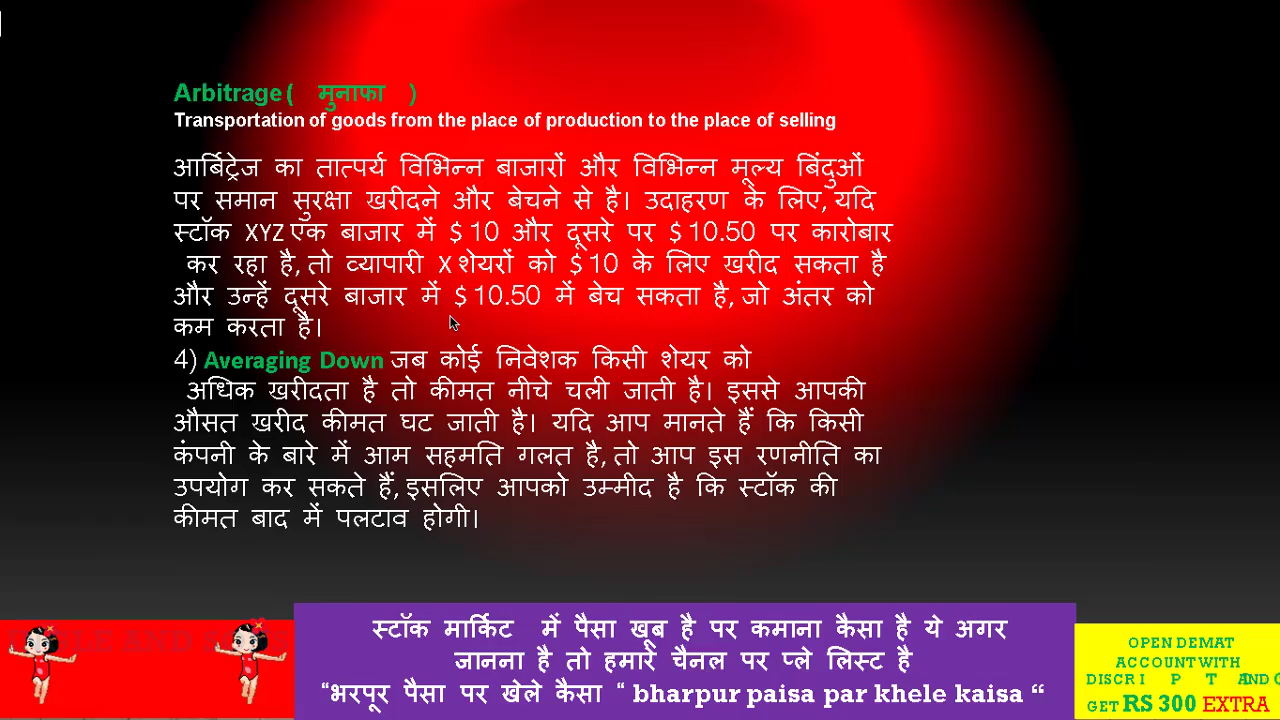 Arbitrage ( मुनाफा )
Transportation of goods from the place of production to the place of selling
आर्बिट्रेज का तात्पर्य विभिन्न बाजारों और विभिन्न मूल्य बिंदुओं
पर समान सुरक्षा खरीदने और बेचने से है। उदाहरण के लिए, यदि
स्टॉक XYZ एक बाजार में $ 10 और दूसरे पर $ 10.50 पर कारोबार
कर रहा है, तो व्यापारी X शेयरों को $ 10 के लिए खरीद सकता है
और उन्हें दूसरे बाजार में $ 10.50 में बेच सकता है, जो अंतर को
कम करता है।
4) Averaging Down जब कोई निवेशक किसी शेयर को
अधिक खरीदता है तो कीमत नीचे चली जाती है। इससे आपकी
औसत खरीद कीमत घट जाती है। यदि आप मानते हैं कि किसी
कंपनी के बारे में आम सहमति गलत है, तो आप इस रणनीति का
उपयोग कर सकते हैं, इसलिए आपको उम्मीद है कि स्टॉक की
कीमत बाद में पलटाव होगी।
स्टॉक मार्किट में पैसा खूब है पर कमाना कैसा है ये अगर
जानना है तो हमारे चैनल पर प्ले लिस्ट है
"भरपूर पैसा पर खेले कैसा " bharpur paisa par khele kaisa "
OPEN DEMAT
ACCOUNT WITH
DISCRI P T AND
GET RS 300 EXTRA